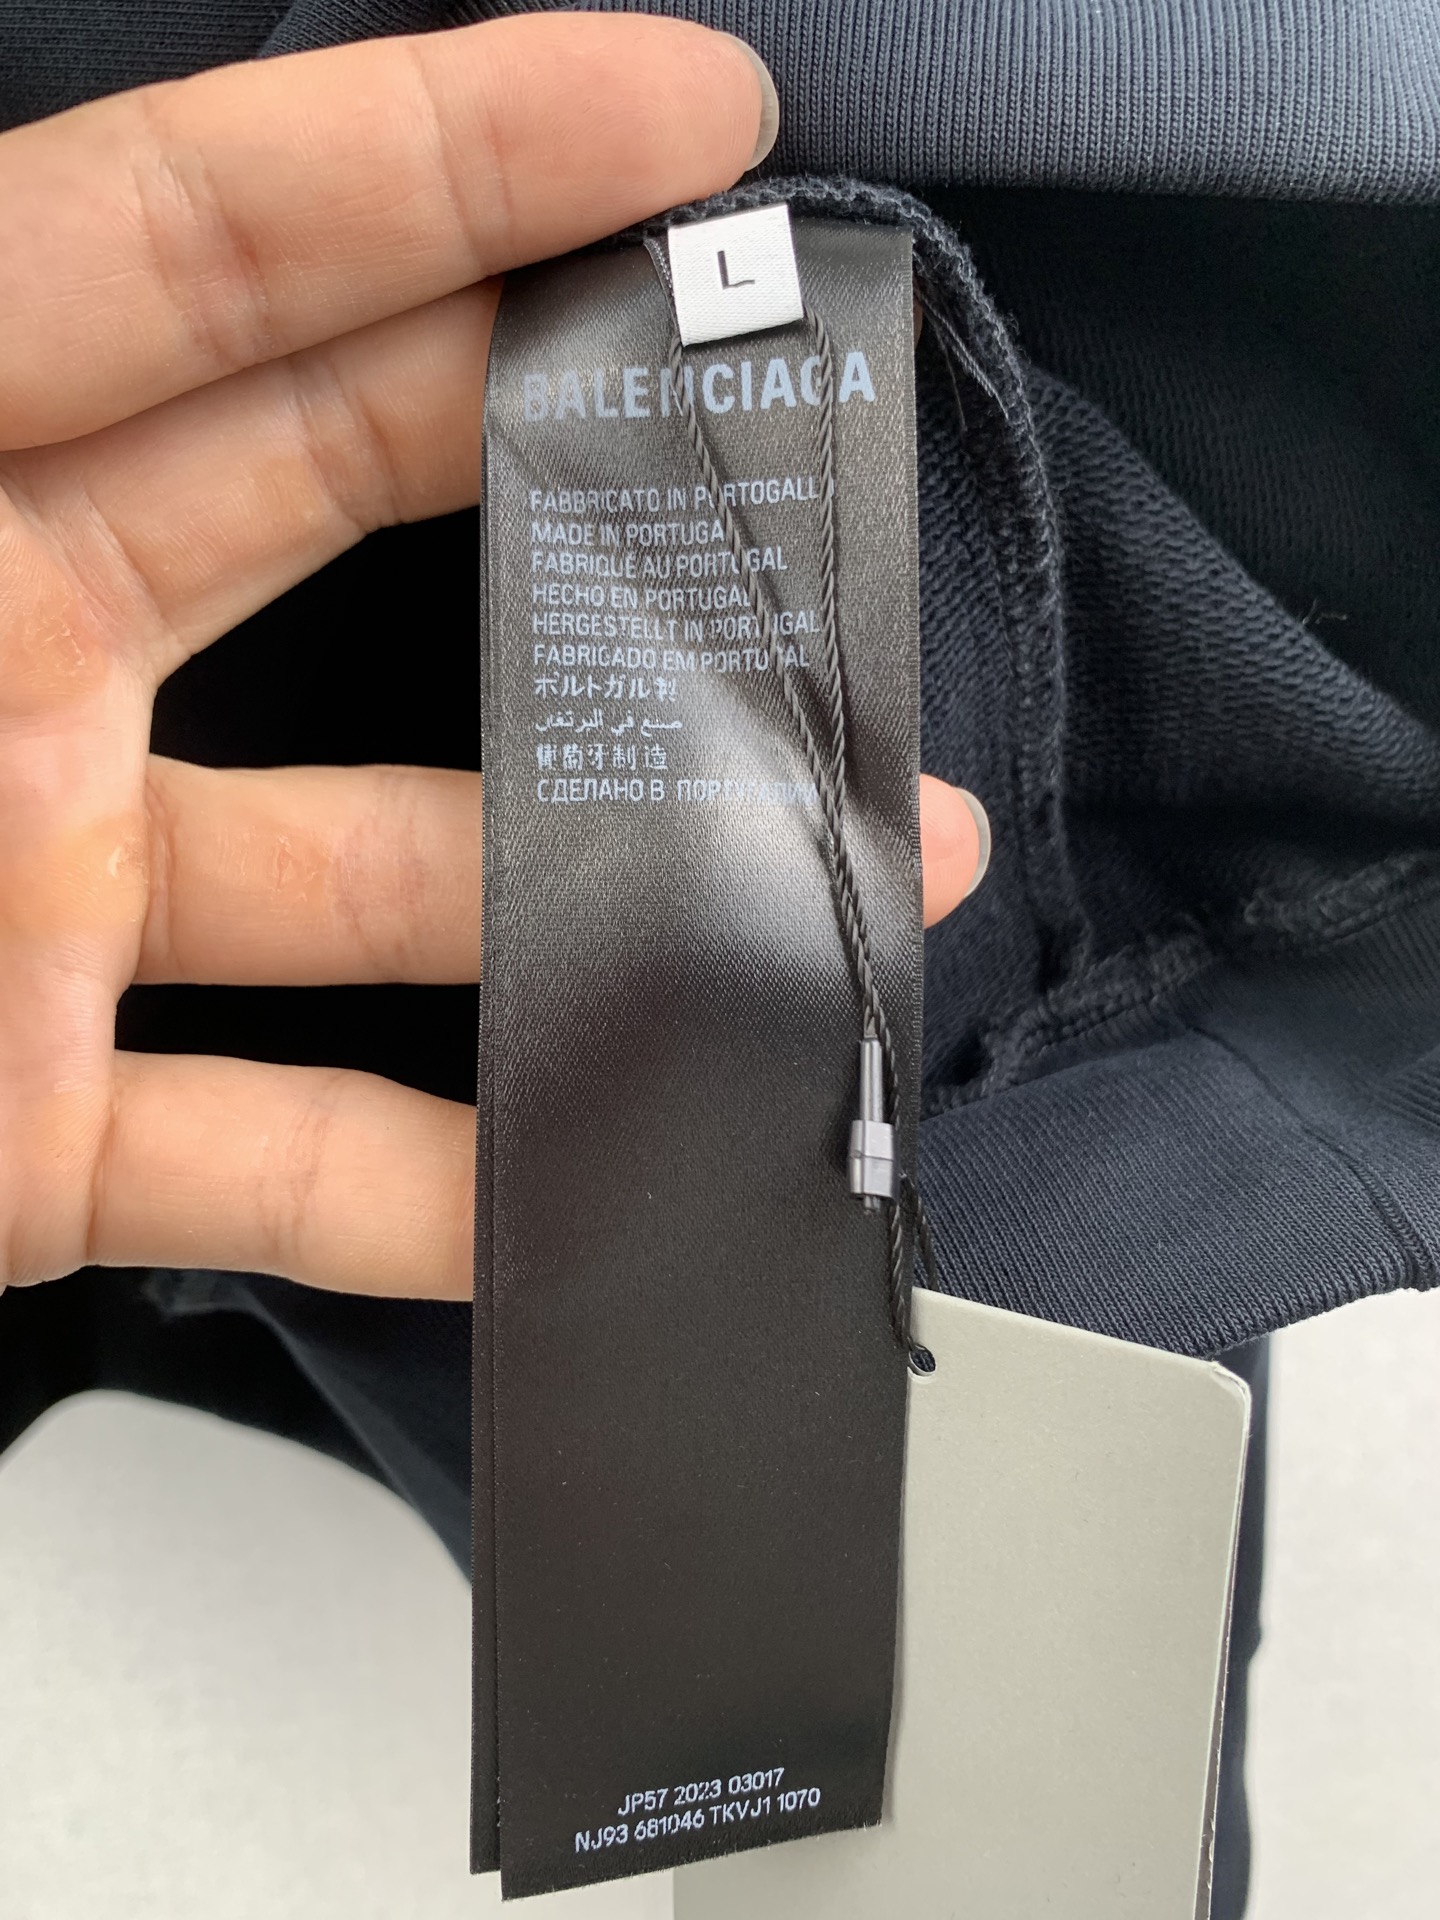 L
BALENCIAGA
FABBRICATO IN PORTOGALLO
MADE IN PORTUGAL
FABRIQUÉ AU PORTUGAL
HECHO EN PORTUGAL
HERGESTELLT IN PORTUGAL
FABRICADO EM PORTUGAL
ポルトガル製
صنع في البرتغال
葡萄牙制造
СДЕЛАНО В ПОРТУГАЛИИ
JP57 2023 03017
NJ93 681046 TKVJ1 1070